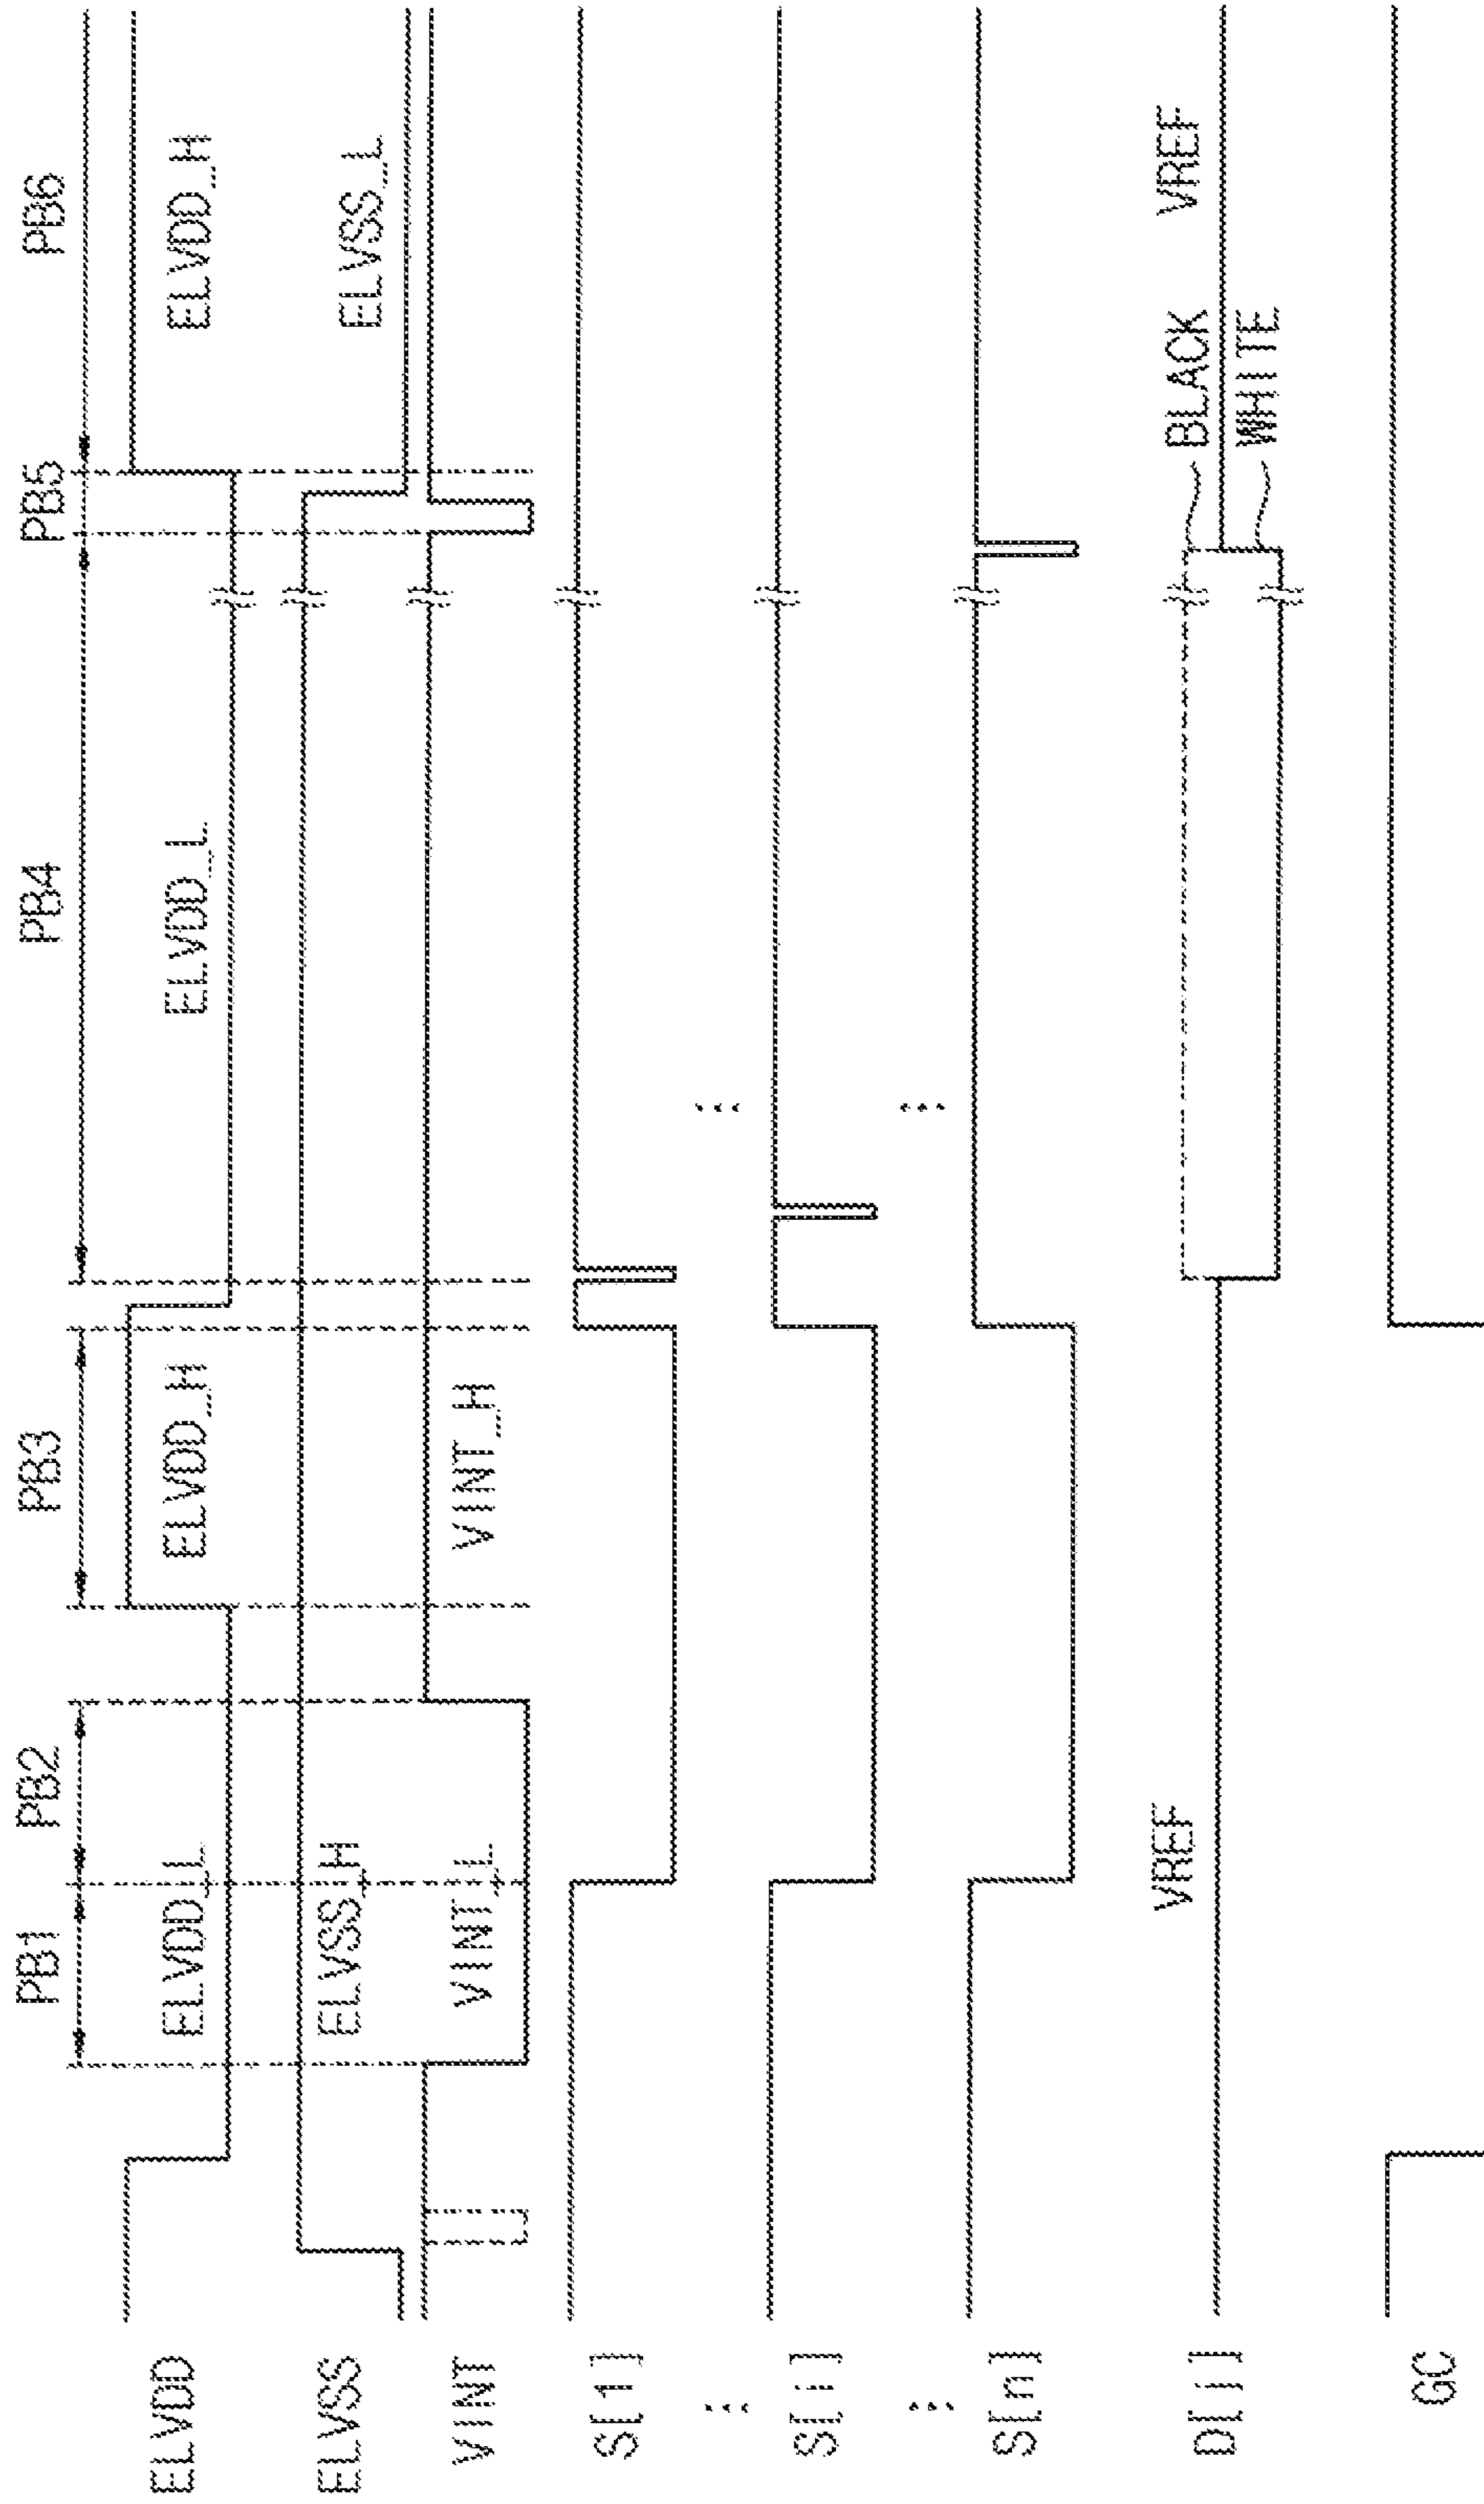 PB1 PB2 PB3 PB4 PB5 PB6
ELVDD ELVDD_L ELVDD_H ELVDD_L ELVDD_H
ELVSS ELVSS_H ELVSS_L
VINT VINT_L VINT_H
S[1]
⋮ ⋮
S[i]
⋮ ⋮
S[n]
D[j] VREF BLACK VREF
WHITE
GC